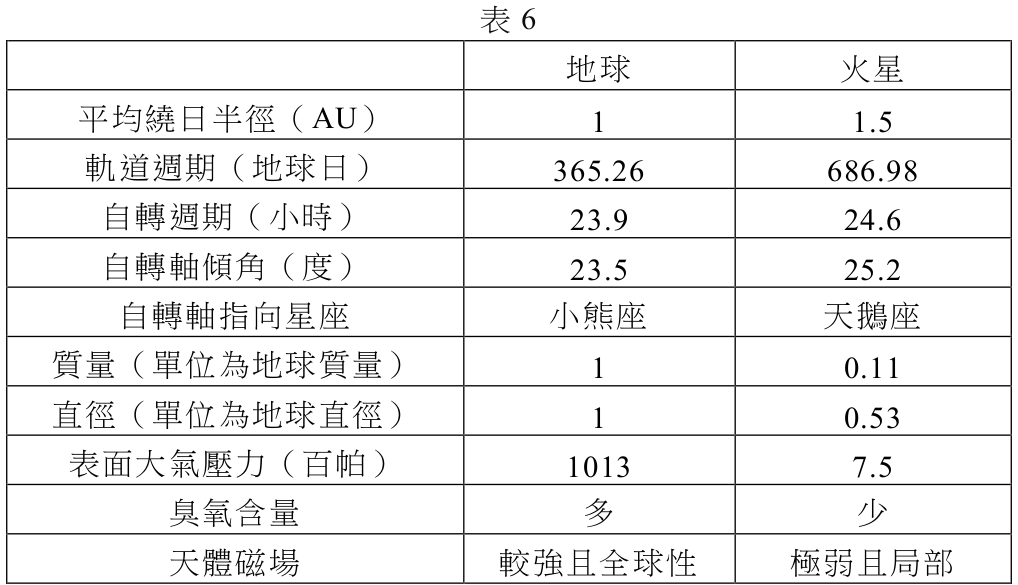 表 6
地球 火星
平均繞日半徑（AU） 1 1.5
軌道週期（地球日） 365.26 686.98
自轉週期（小時） 23.9 24.6
自轉軸傾角（度） 23.5 25.2
自轉軸指向星座 小熊座 天鵝座
質量（單位為地球質量） 1 0.11
直徑（單位為地球直徑） 1 0.53
表面大氣壓力（百帕） 1013 7.5
臭氧含量 多 少
天體磁場 較強且全球性 極弱且局部